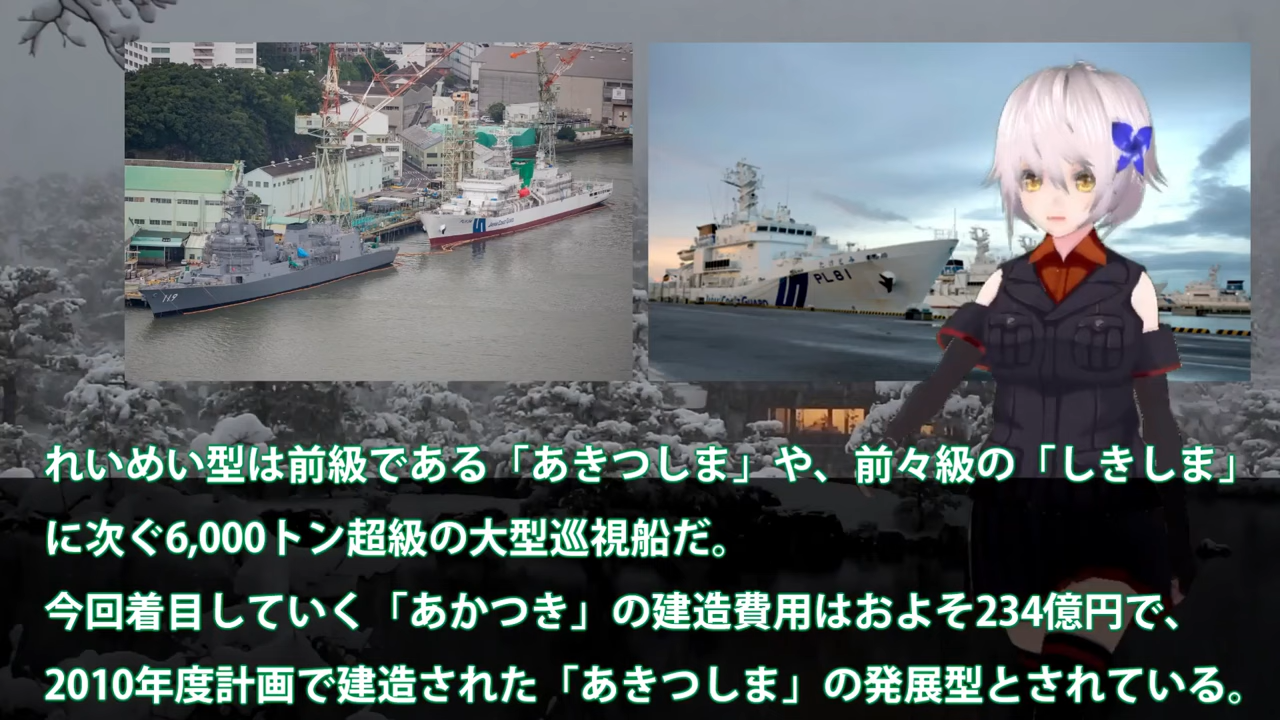 119
JAPAN COAST GUARD
PL81
れいめい型は前級である「あきつしま」や、前々級の「しきしま」
に次ぐ6,000トン超級の大型巡視船だ。
今回着目していく「あかつき」の建造費用はおよそ234億円で、
2010年度計画で建造された「あきつしま」の発展型とされている。